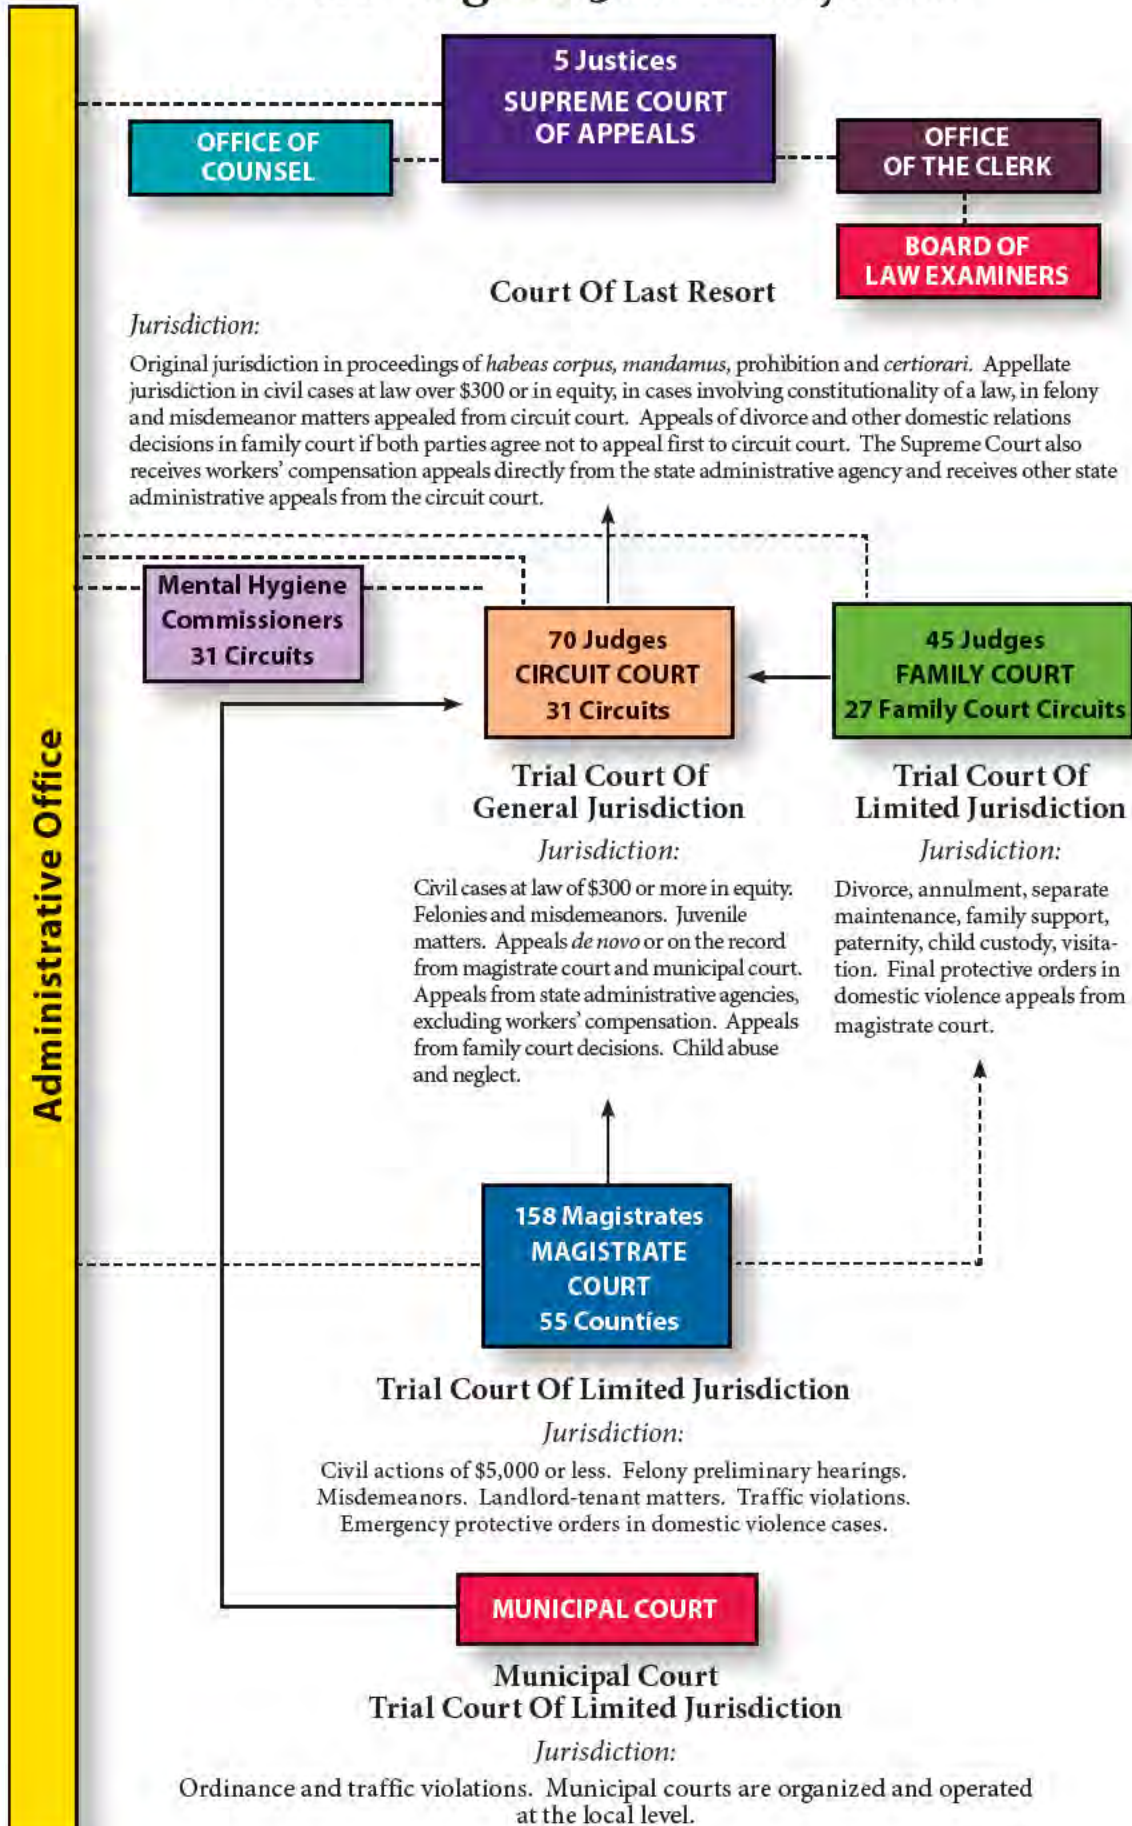 5 Justices
SUPREME COURT
OF APPEALS
OFFICE OF
COUNSEL
OFFICE
OF THE CLERK
BOARD OF
LAW EXAMINERS
Court Of Last Resort
Jurisdiction:
Original jurisdiction in proceedings of habeas corpus, mandamus, prohibition and certiorari. Appellate
jurisdiction in civil cases at law over $300 or in equity, in cases involving constitutionality of a law, in felony
and misdemeanor matters appealed from circuit court. Appeals of divorce and other domestic relations
decisions in family court if both parties agree not to appeal first to circuit court. The Supreme Court also
receives workers' compensation appeals directly from the state administrative agency and receives other state
administrative appeals from the circuit court.
Mental Hygiene
Commissioners
31 Circuits
70 Judges
CIRCUIT COURT
31 Circuits
45 Judges
FAMILY COURT
27 Family Court Circuits
Administrative Office
Trial Court Of
General Jurisdiction
Jurisdiction:
Civil cases at law of $300 or more in equity.
Felonies and misdemeanors. Juvenile
matters. Appeals de novo or on the record
from magistrate court and municipal court.
Appeals from state administrative agencies,
excluding workers' compensation. Appeals
from family court decisions. Child abuse
and neglect.
Trial Court Of
Limited Jurisdiction
Jurisdiction:
Divorce, annulment, separate
maintenance, family support,
paternity, child custody, visita-
tion. Final protective orders in
domestic violence appeals from
magistrate court.
158 Magistrates
MAGISTRATE
COURT
55 Counties
Trial Court Of Limited Jurisdiction
Jurisdiction:
Civil actions of $5,000 or less. Felony preliminary hearings.
Misdemeanors. Landlord-tenant matters. Traffic violations.
Emergency protective orders in domestic violence cases.
MUNICIPAL COURT
Municipal Court
Trial Court Of Limited Jurisdiction
Jurisdiction:
Ordinance and traffic violations. Municipal courts are organized and operated
at the local level.